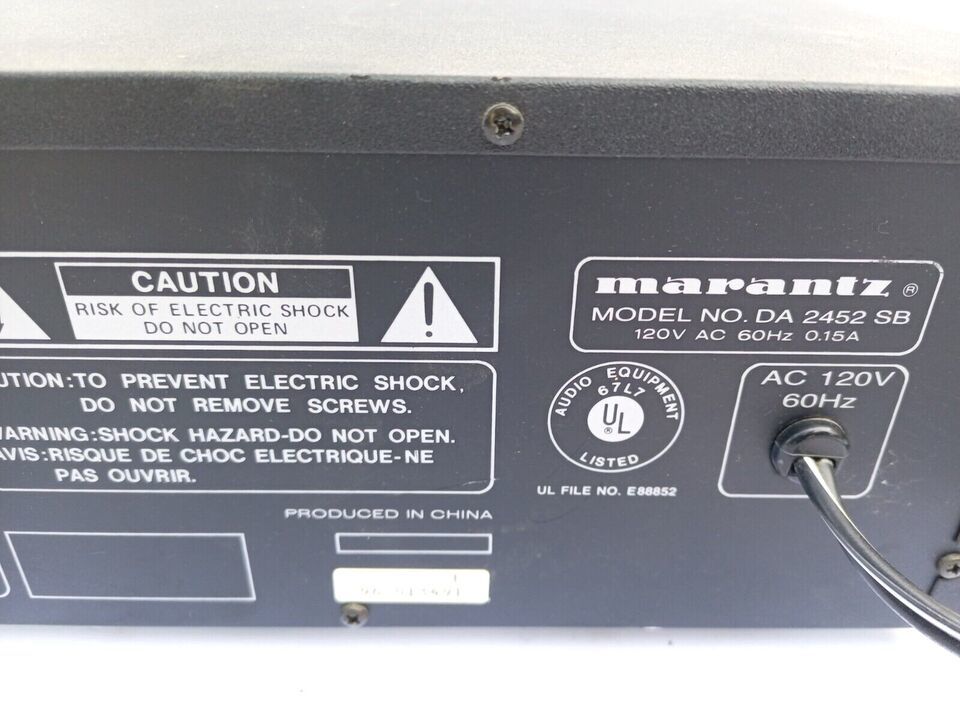 CAUTION
RISK OF ELECTRIC SHOCK
DO NOT OPEN
UTION:TO PREVENT ELECTRIC SHOCK,
DO NOT REMOVE SCREWS.
WARNING:SHOCK HAZARD-DO NOT OPEN.
AVIS:RISQUE DE CHOC ELECTRIQUE-NE
PAS OUVRIR.
PRODUCED IN CHINA
marantz ®
MODEL NO. DA 2452 SB
120V AC 60Hz 0.15A
AUDIO EQUIPMENT
67L7
UL ®
LISTED
UL FILE NO. E88852
AC 120V
60Hz